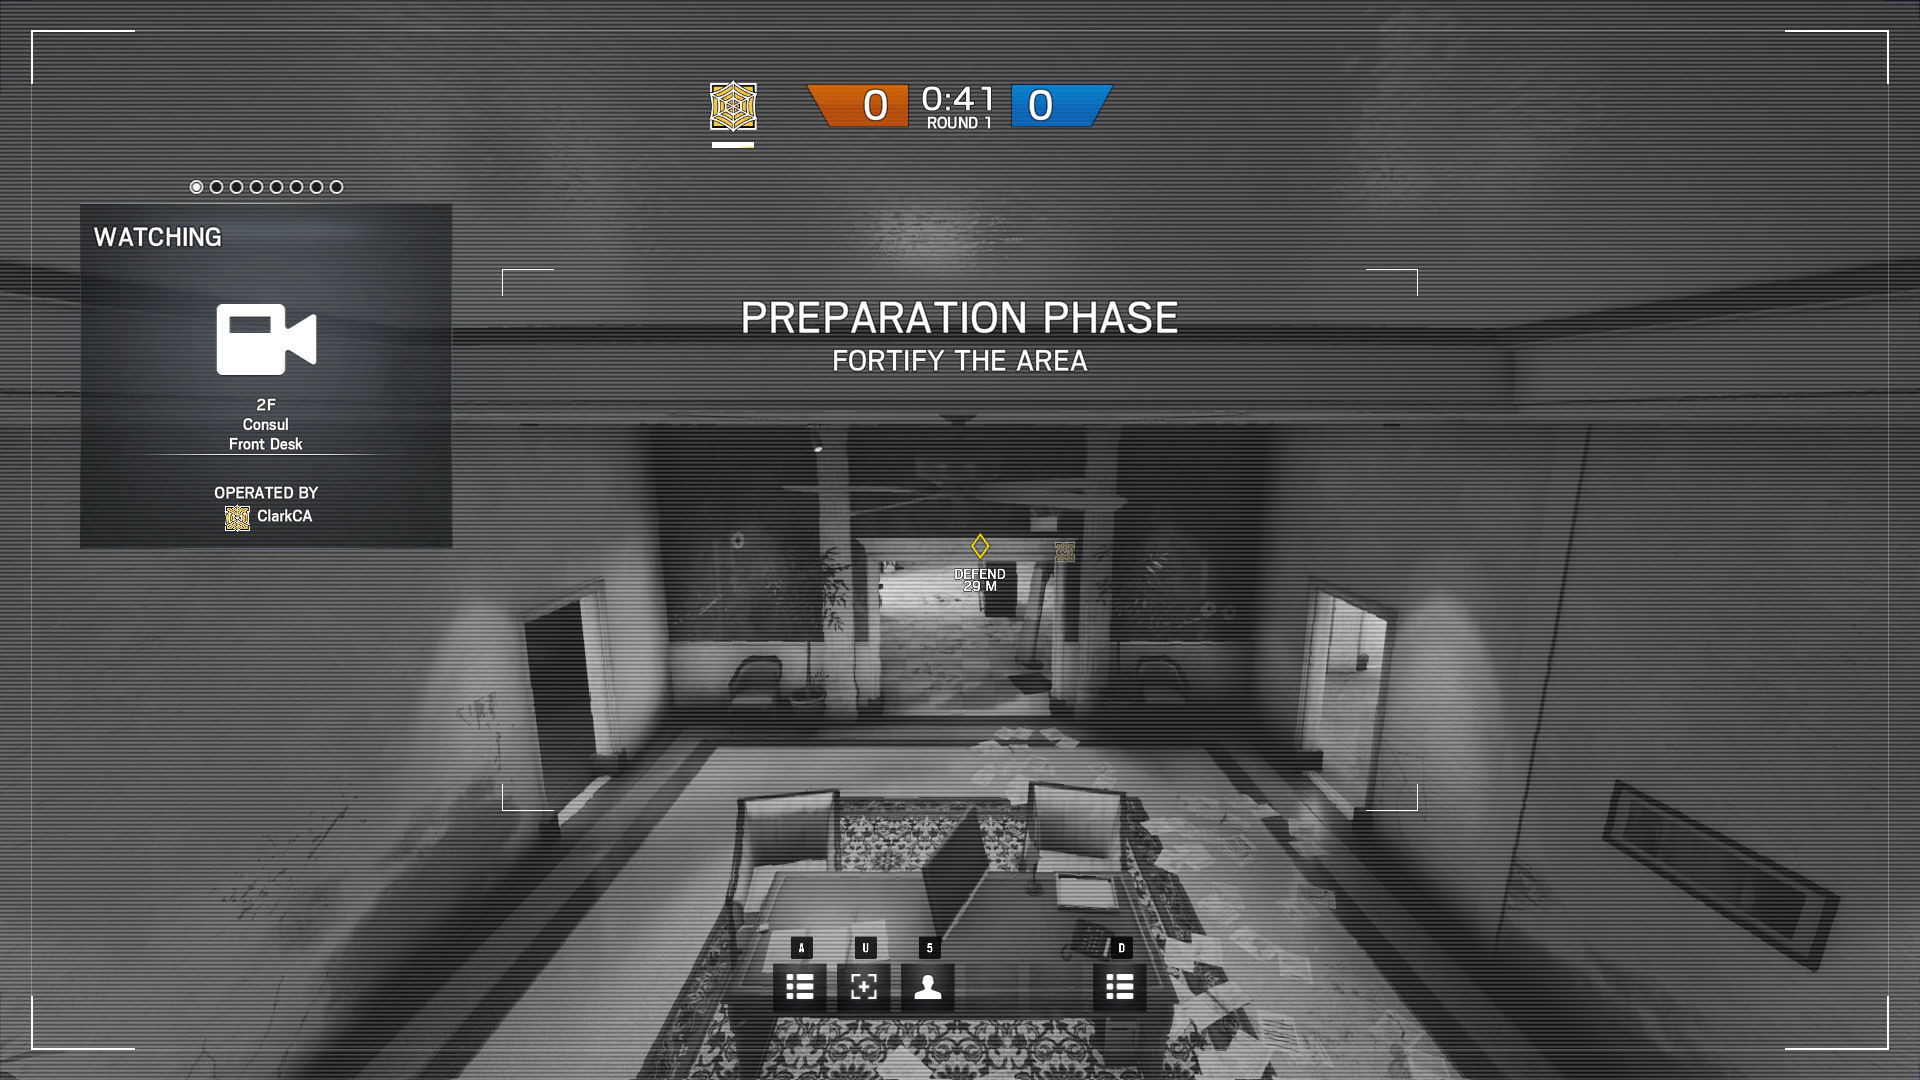 0
0:41
ROUND 1
0
WATCHING
PREPARATION PHASE
FORTIFY THE AREA
2F
Consul
Front Desk
OPERATED BY
ClarkCA
DEFEND
29 M
A
U
5
D